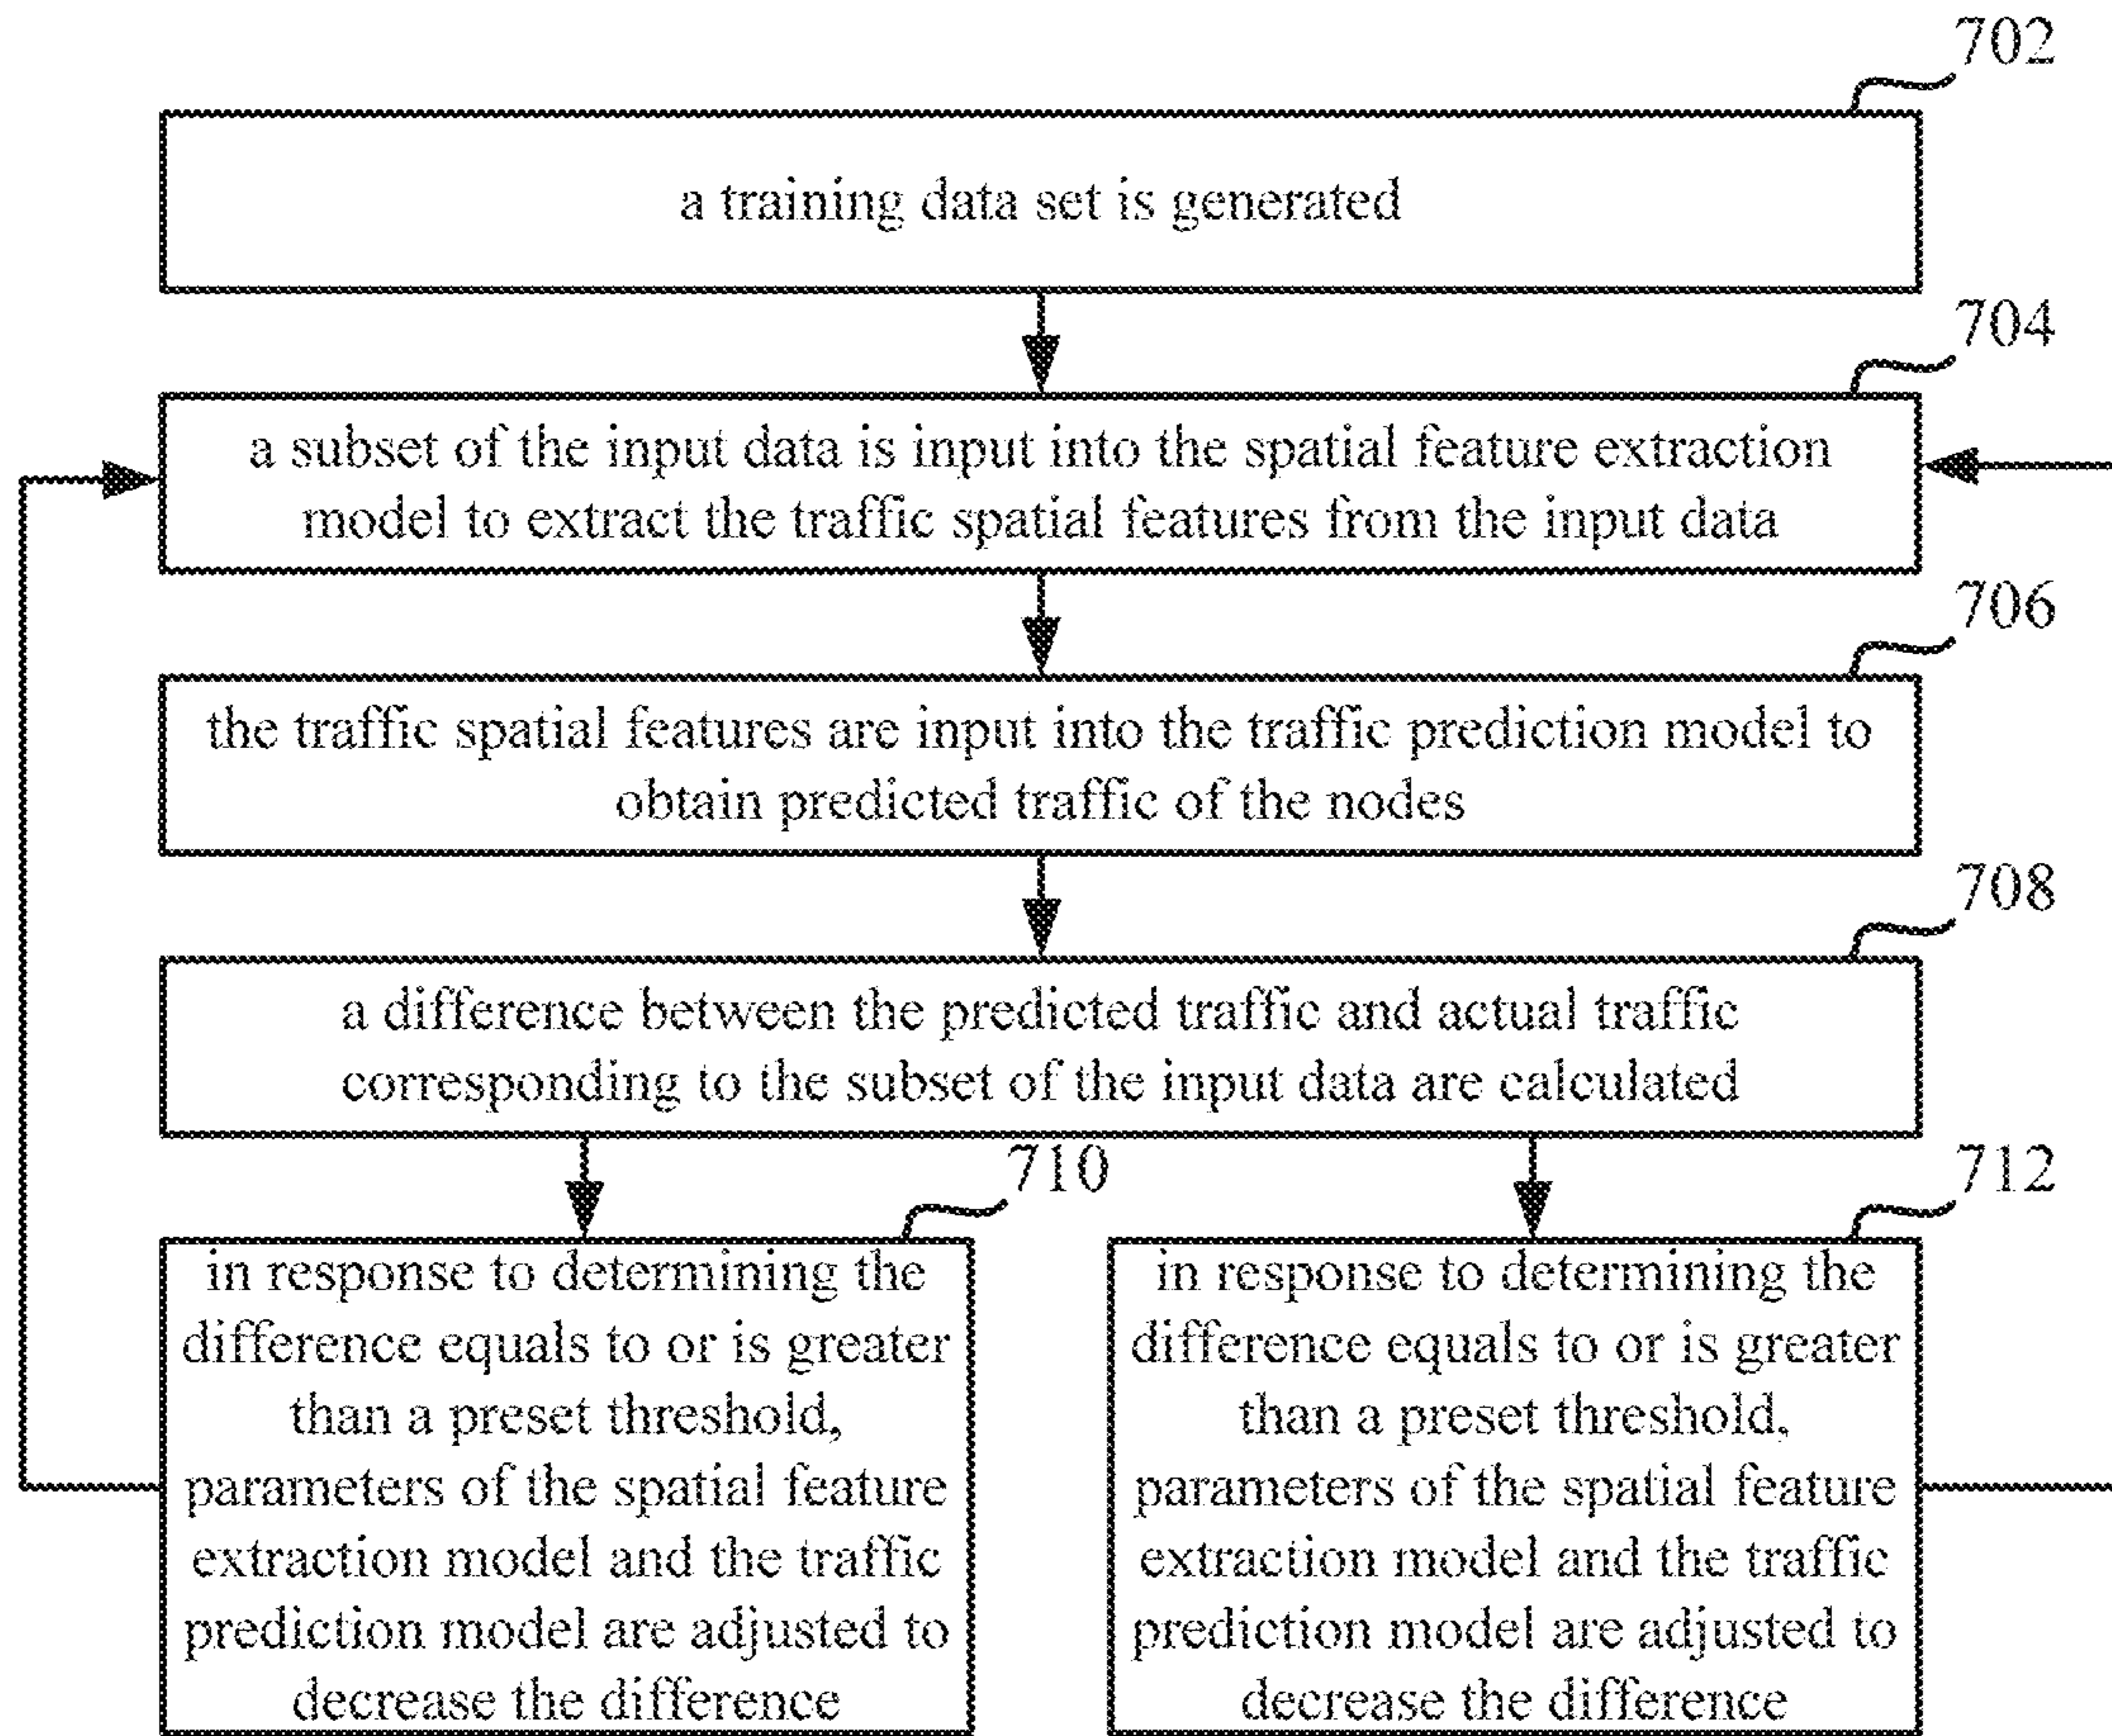 702
a training data set is generated
704
a subset of the input data is input into the spatial feature extraction
model to extract the traffic spatial features from the input data
706
the traffic spatial features are input into the traffic prediction model to
obtain predicted traffic of the nodes
708
a difference between the predicted traffic and actual traffic
corresponding to the subset of the input data are calculated
710
in response to determining the
difference equals to or is greater
than a preset threshold,
parameters of the spatial feature
extraction model and the traffic
prediction model are adjusted to
decrease the difference
712
in response to determining the
difference equals to or is greater
than a preset threshold,
parameters of the spatial feature
extraction model and the traffic
prediction model are adjusted to
decrease the difference